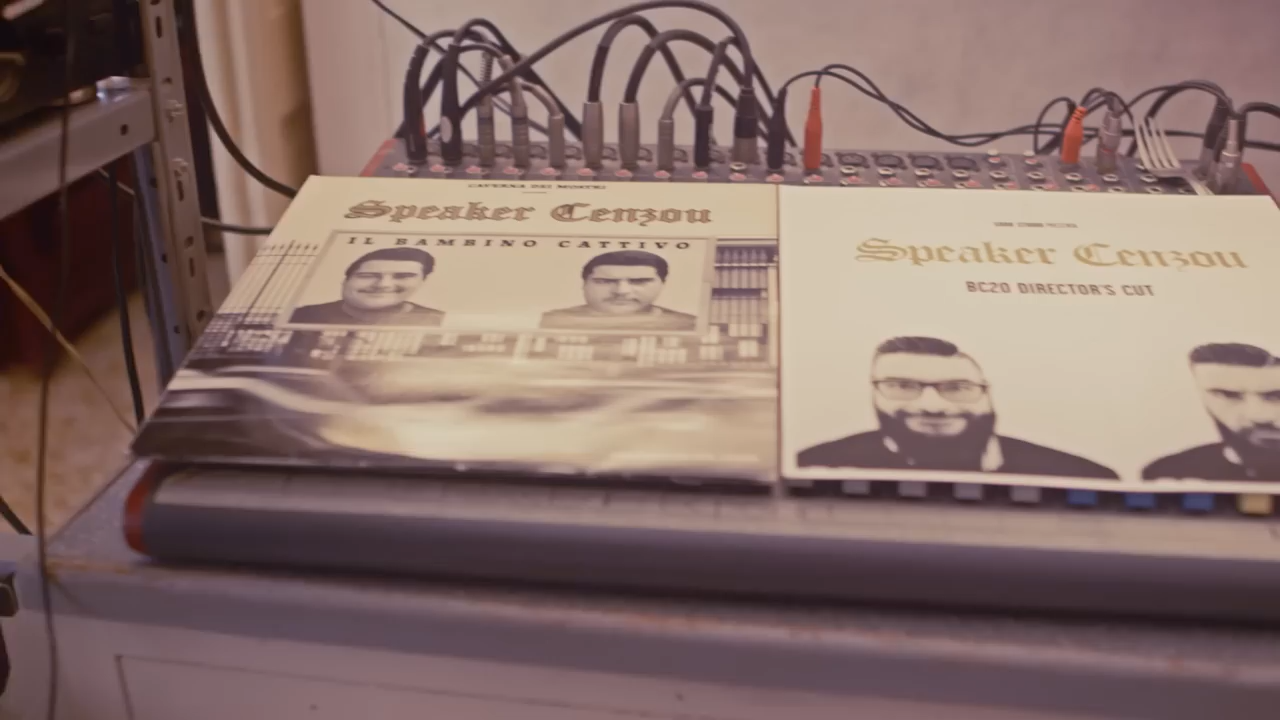 CAVERNA DEI MOSTRI
Speaker Cenzou
IL BAMBINO CATTIVO
Speaker Cenzou
BC20 DIRECTOR'S CUT